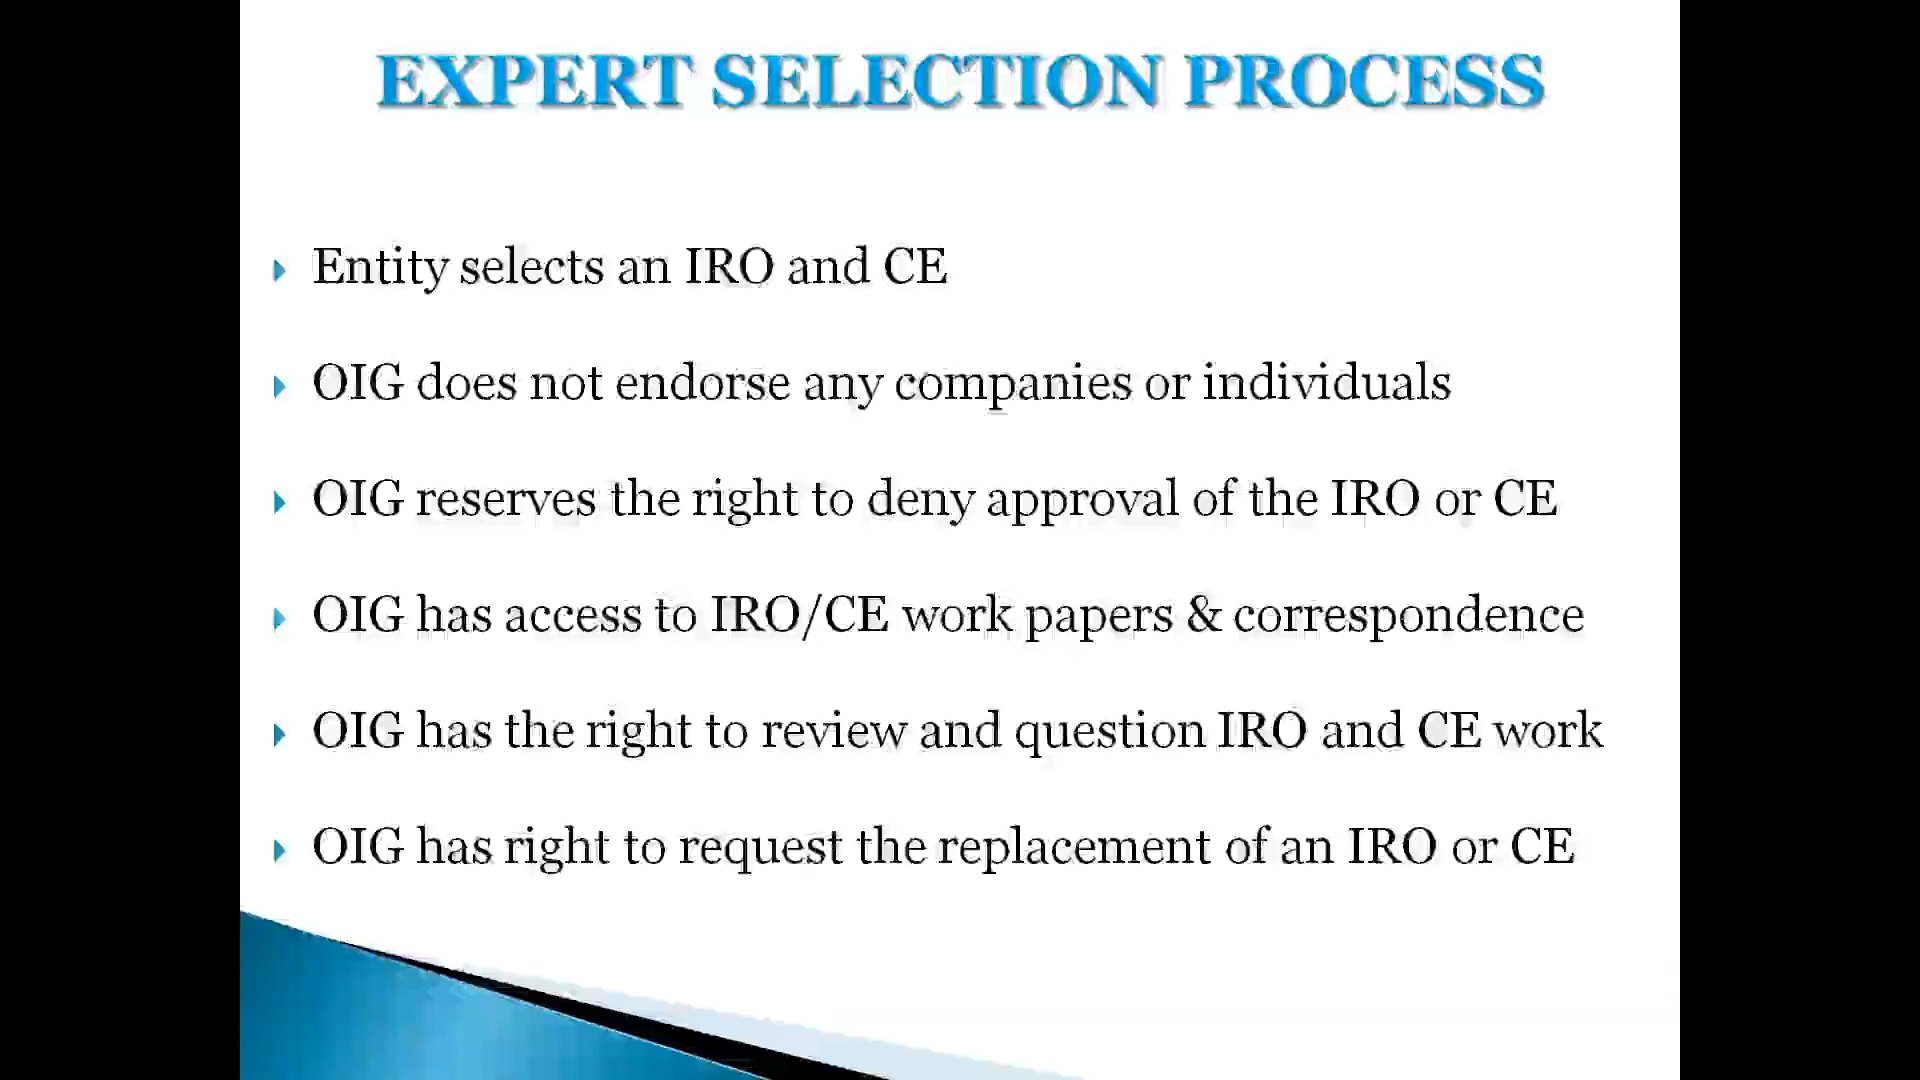 EXPERT SELECTION PROCESS
Entity selects an IRO and CE
OIG does not endorse any companies or individuals
OIG reserves the right to deny approval of the IRO or CE
OIG has access to IRO/CE work papers & correspondence
OIG has the right to review and question IRO and CE work
OIG has right to request the replacement of an IRO or CE